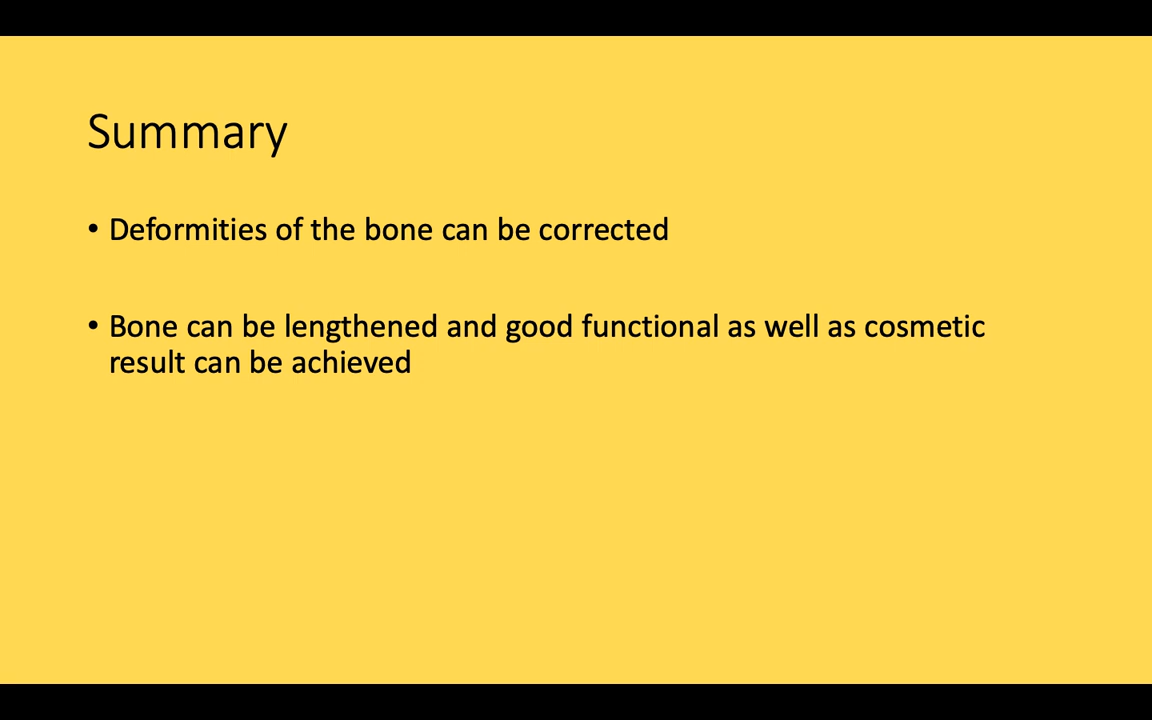 Summary
• Deformities of the bone can be corrected
• Bone can be lengthened and good functional as well as cosmetic
result can be achieved